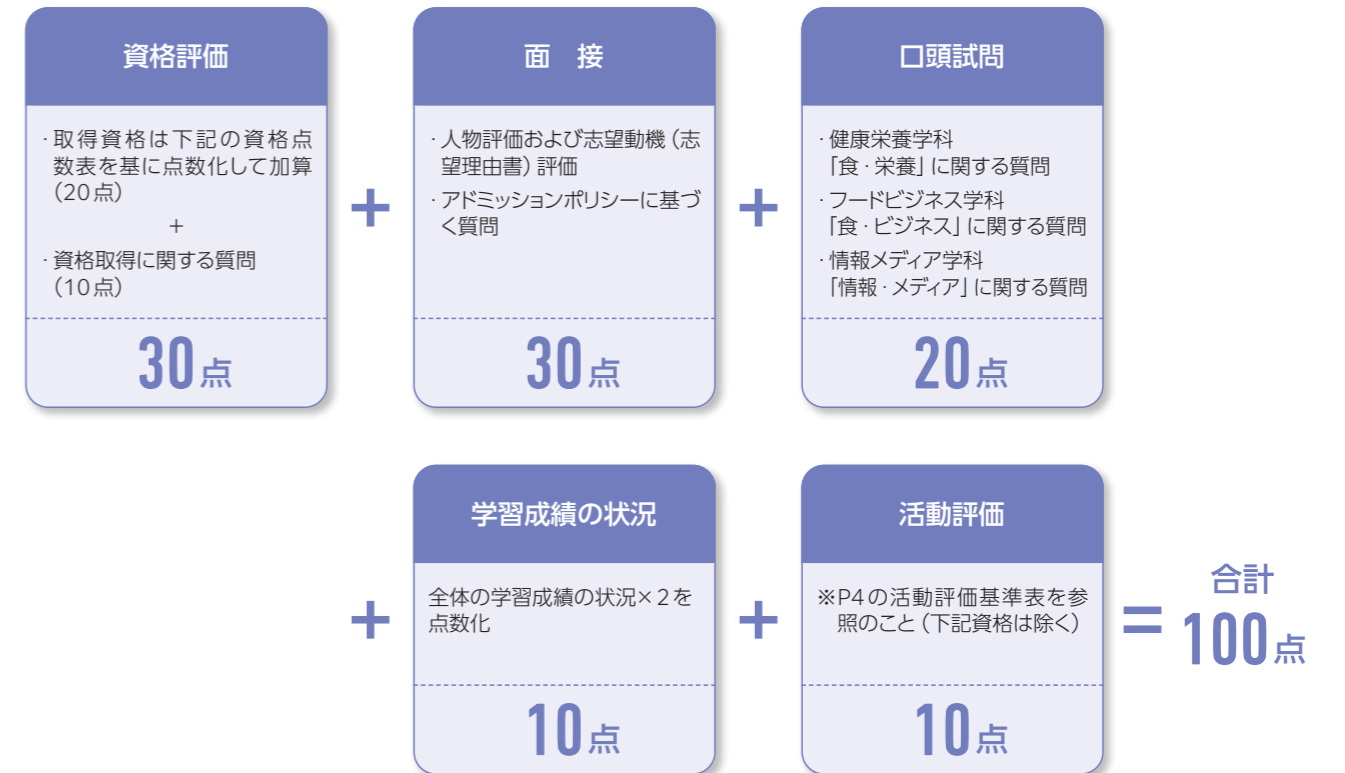 資格評価
・取得資格は下記の資格点
数表を基に点数化して加算
（20点）
＋
・資格取得に関する質問
（10点）
30点
＋
面　接
・人物評価および志望動機（志
望理由書）評価
・アドミッションポリシーに基づ
く質問
30点
＋
口頭試問
・健康栄養学科
「食・栄養」に関する質問
・フードビジネス学科
「食・ビジネス」に関する質問
・情報メディア学科
「情報・メディア」に関する質問
20点
＋
学習成績の状況
全体の学習成績の状況×２を
点数化
10点
＋
活動評価
※P4の活動評価基準表を参
照のこと（下記資格は除く）
10点
＝
合計
100点